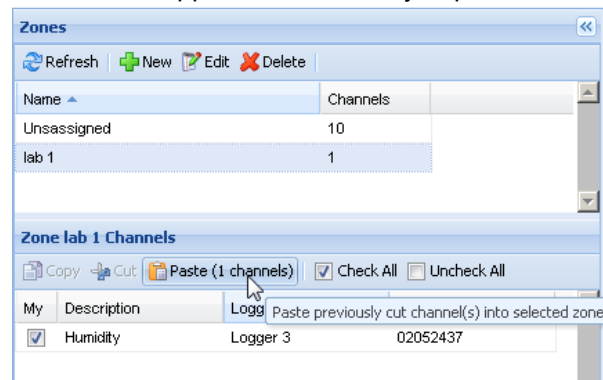 Zones
Refresh New Edit Delete
Name Channels
Unsassigned 10
lab 1 1
Zone lab 1 Channels
Copy Cut Paste (1 channels) Check All Uncheck All
My Description Logg
Paste previously cut channel(s) into selected zone
Humidity Logger 3 02052437